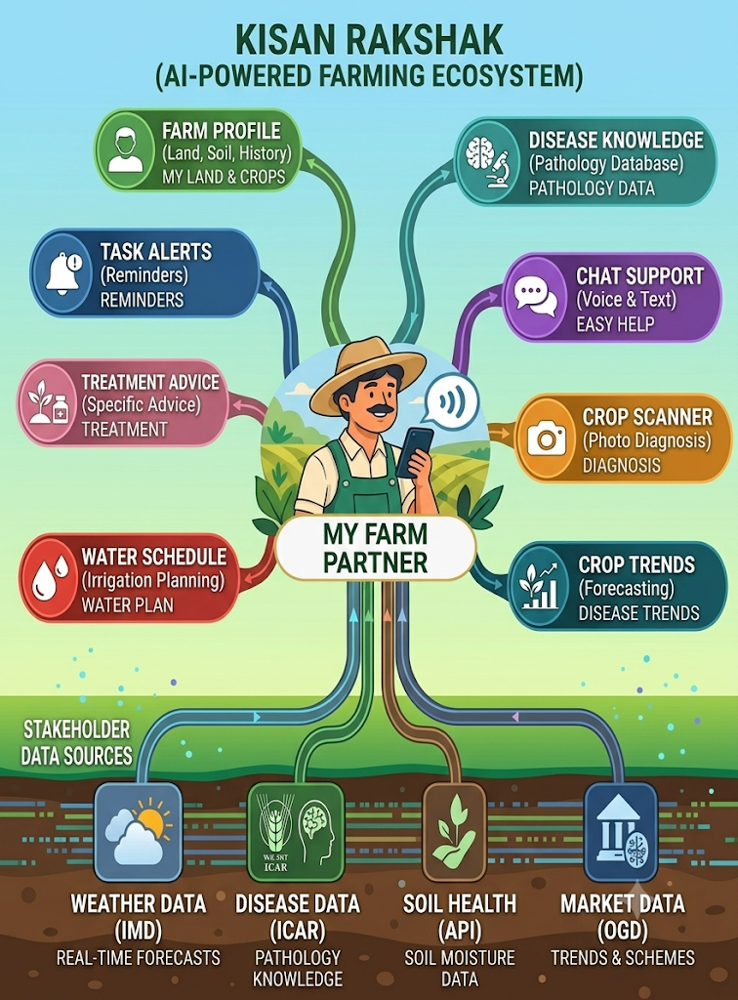 KISAN RAKSHAK
(AI-POWERED FARMING ECOSYSTEM)
FARM PROFILE
(Land, Soil, History)
MY LAND & CROPS
DISEASE KNOWLEDGE
(Pathology Database)
PATHOLOGY DATA
TASK ALERTS
(Reminders)
REMINDERS
CHAT SUPPORT
(Voice & Text)
EASY HELP
TREATMENT ADVICE
(Specific Advice)
TREATMENT
CROP SCANNER
(Photo Diagnosis)
DIAGNOSIS
MY FARM
PARTNER
WATER SCHEDULE
(Irrigation Planning)
WATER PLAN
CROP TRENDS
(Forecasting)
DISEASE TRENDS
STAKEHOLDER
DATA SOURCES
ICAR
WEATHER DATA
(IMD)
REAL-TIME FORECASTS
DISEASE DATA
(ICAR)
PATHOLOGY
KNOWLEDGE
SOIL HEALTH
(API)
SOIL MOISTURE
DATA
MARKET DATA
(OGD)
TRENDS & SCHEMES